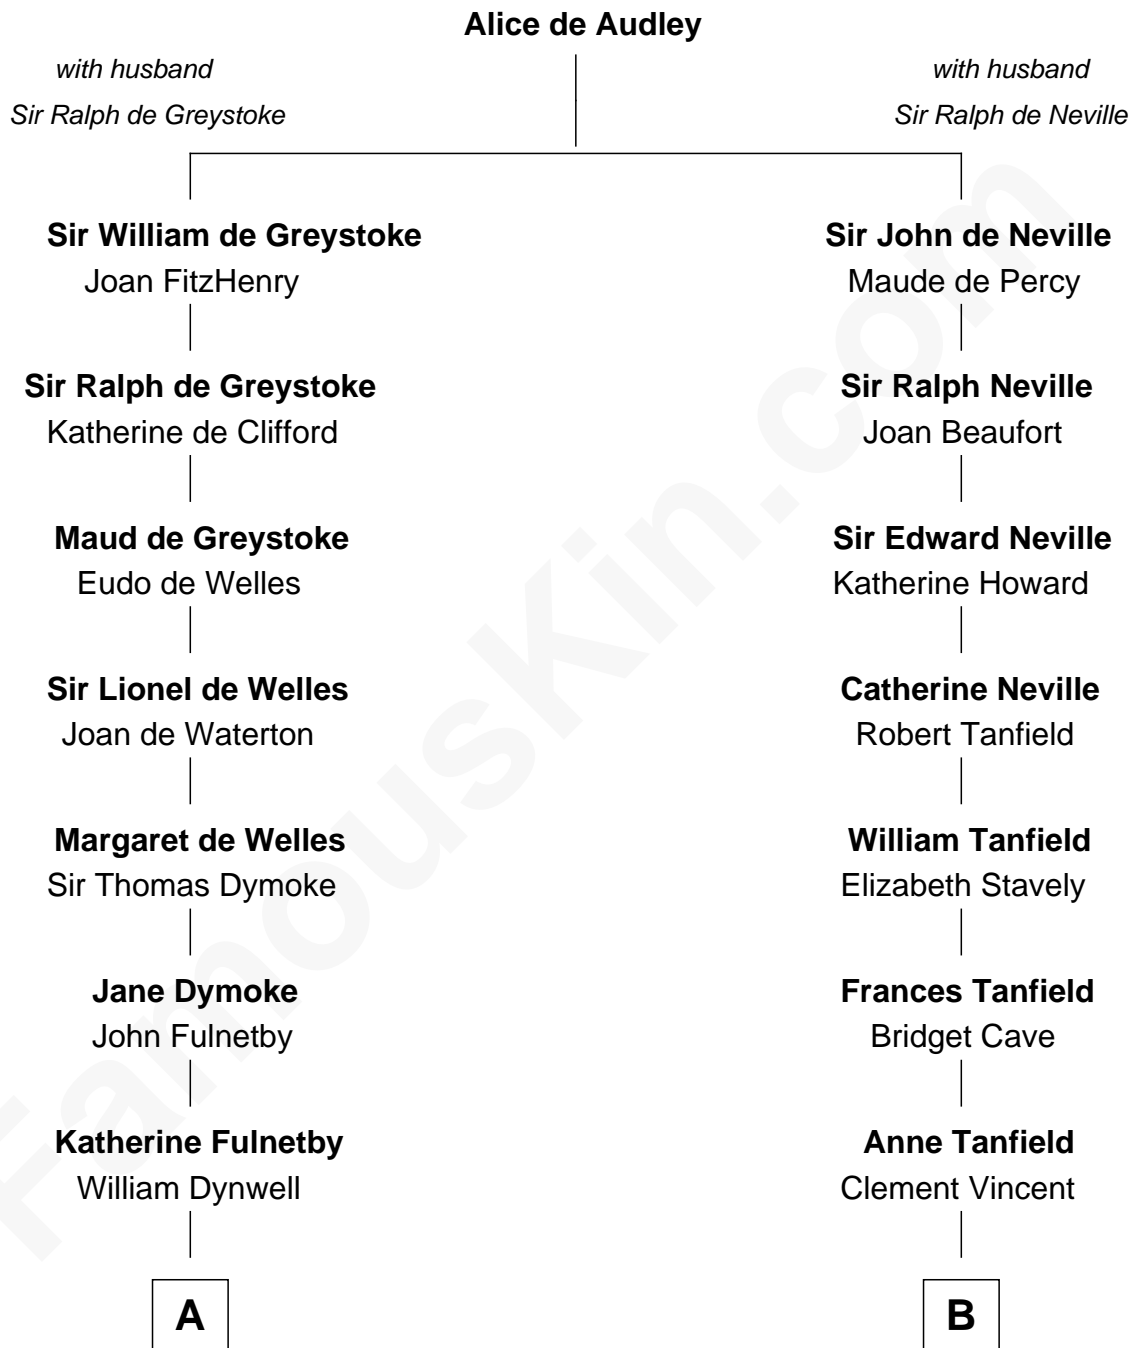 Alice de Audley
with husband
Sir Ralph de Greystoke
with husband
Sir Ralph de Neville
Sir William de Greystoke
Joan FitzHenry
Sir Ralph de Greystoke
Katherine de Clifford
Maud de Greystoke
Eudo de Welles
Sir Lionel de Welles
Joan de Waterton
Margaret de Welles
Sir Thomas Dymoke
Jane Dymoke
John Fulnetby
Katherine Fulnetby
William Dynwell
A
Sir John de Neville
Maude de Percy
Sir Ralph Neville
Joan Beaufort
Sir Edward Neville
Katherine Howard
Catherine Neville
Robert Tanfield
William Tanfield
Elizabeth Stavely
Frances Tanfield
Bridget Cave
Anne Tanfield
Clement Vincent
B
FamousKin.com